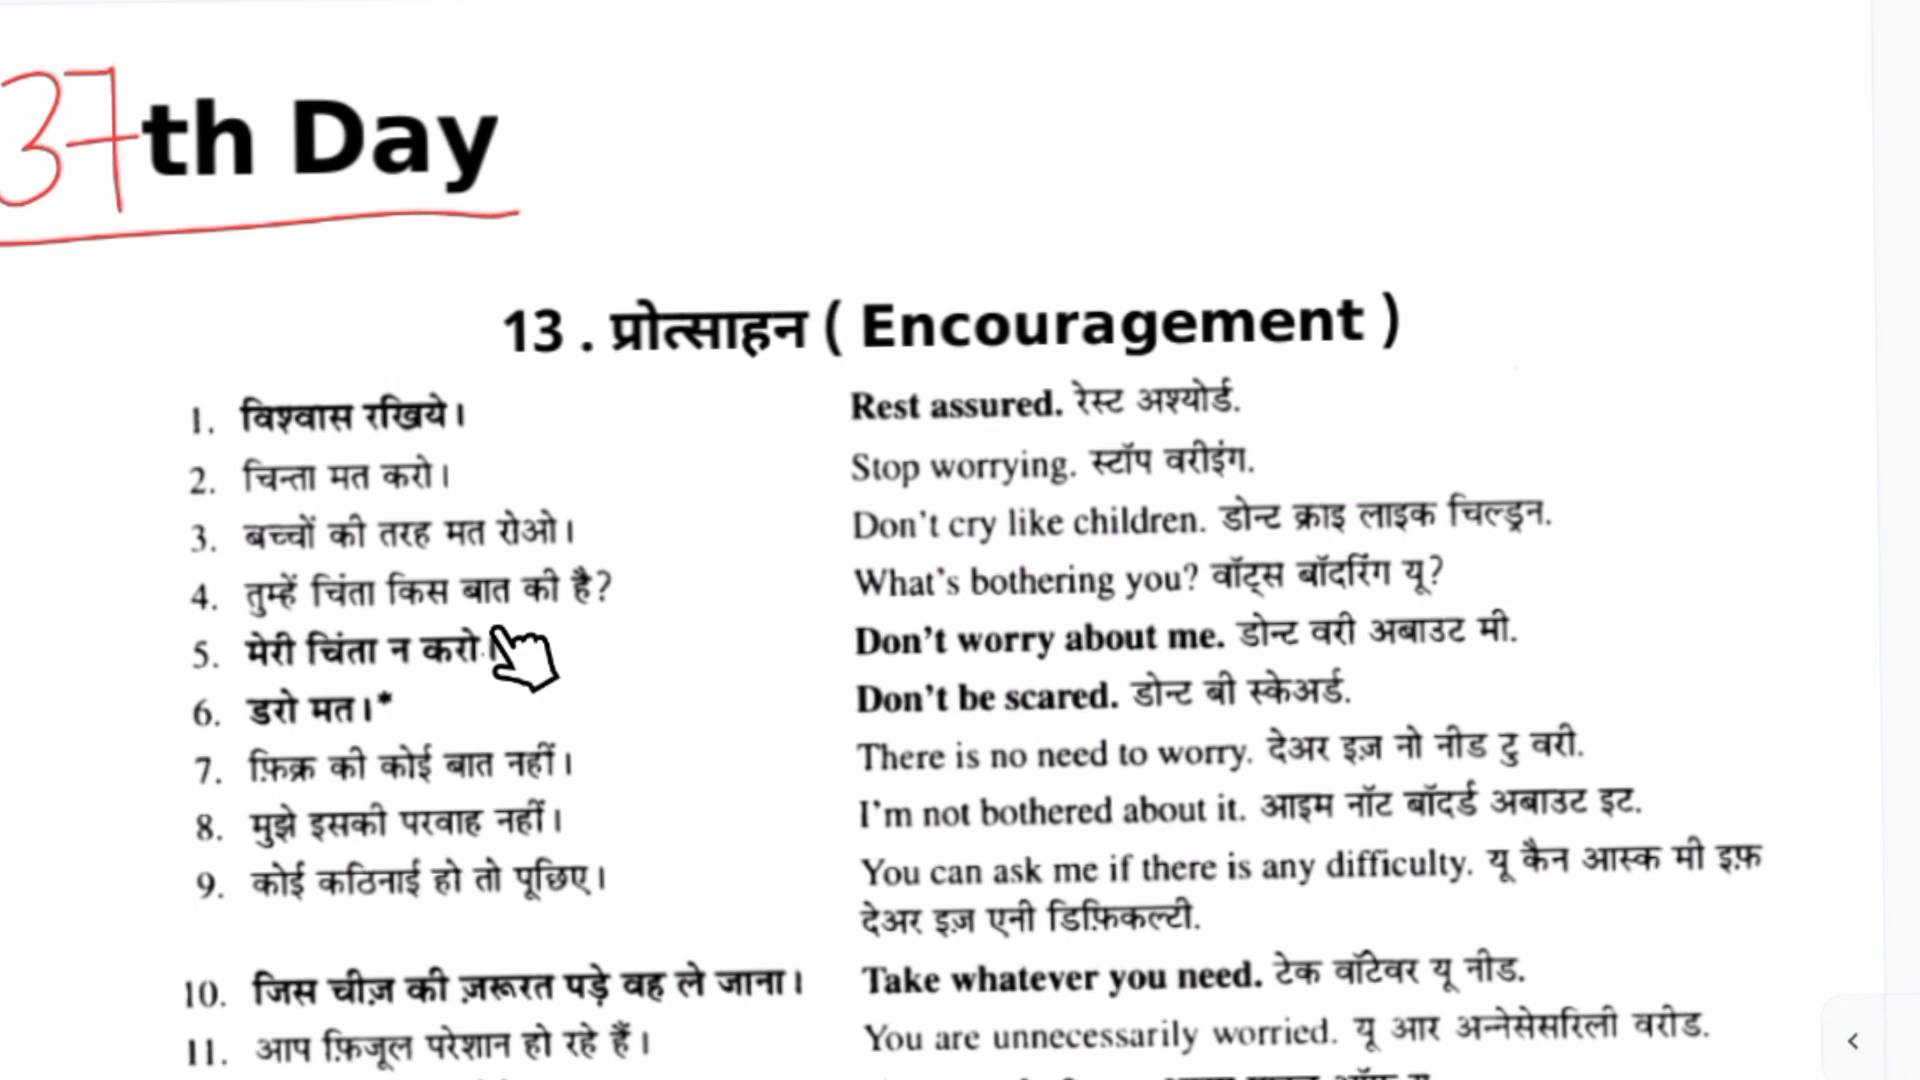 37th Day
13 . प्रोत्साहन ( Encouragement )
1. विश्वास रखिये। Rest assured. रेस्ट अश्योर्ड.
2. चिन्ता मत करो। Stop worrying. स्टॉप वरीइंग.
3. बच्चों की तरह मत रोओ। Don't cry like children. डोन्ट क्राइ लाइक चिल्ड्रन.
4. तुम्हें चिंता किस बात की है? What's bothering you? वॉट्स बॉदरिंग यू?
5. मेरी चिंता न करो। Don't worry about me. डोन्ट वरी अबाउट मी.
6. डरो मत।* Don't be scared. डोन्ट बी स्केअर्ड.
7. फ़िक्र की कोई बात नहीं। There is no need to worry. देअर इज़ नो नीड टु वरी.
8. मुझे इसकी परवाह नहीं। I'm not bothered about it. आइम नॉट बॉदर्ड अबाउट इट.
9. कोई कठिनाई हो तो पूछिए। You can ask me if there is any difficulty. यू कैन आस्क मी इफ़
देअर इज़ एनी डिफ़िकल्टी.
10. जिस चीज़ की ज़रूरत पड़े वह ले जाना। Take whatever you need. टेक वॉटेवर यू नीड.
11. आप फ़िजूल परेशान हो रहे हैं। You are unnecessarily worried. यू आर अन्नेसेसरिली वरीड.